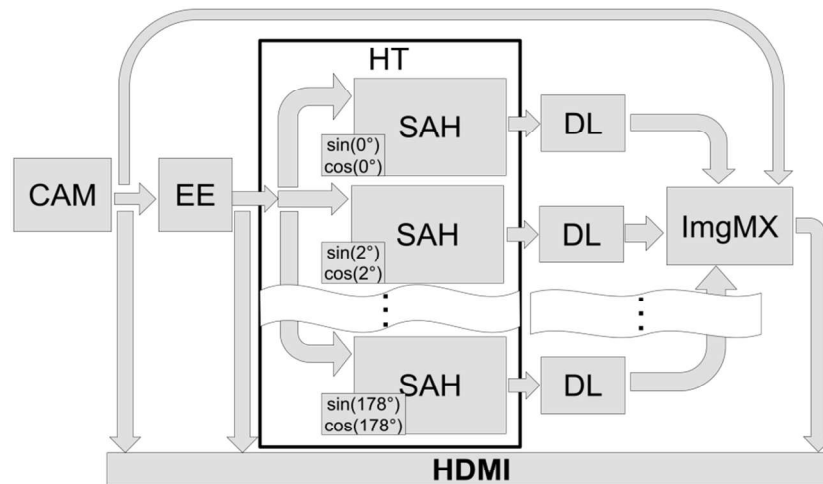 HT
SAH
DL
sin(0°)
cos(0°)
CAM
EE
SAH
DL
ImgMX
sin(2°)
cos(2°)
SAH
DL
sin(178°)
cos(178°)
HDMI